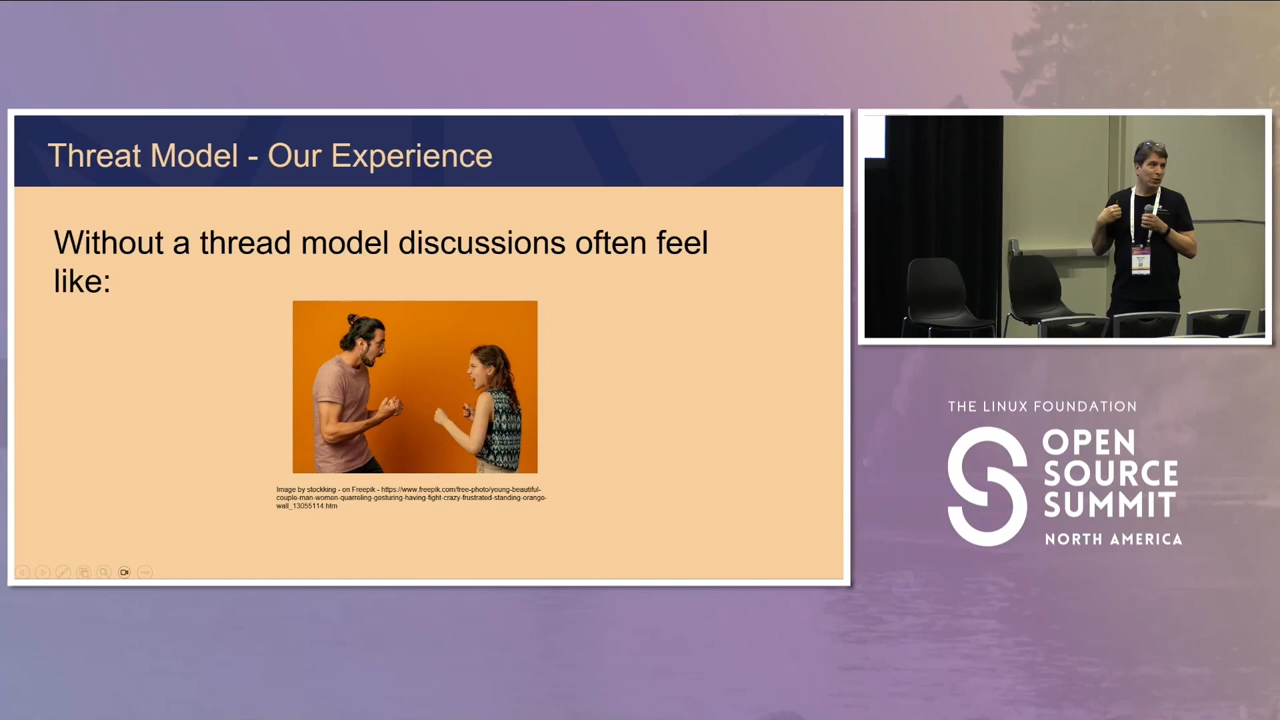 Threat Model - Our Experience
Without a thread model discussions often feel
like:
Image by stockking - on Freepik - https://www.freepik.com/free-photo/young-beautiful-
couple-man-women-quarreling-gesturing-having-fight-crazy-frustrated-standing-orange-
wall_13055114.htm
THE LINUX FOUNDATION
OPEN
SOURCE
SUMMIT
NORTH AMERICA